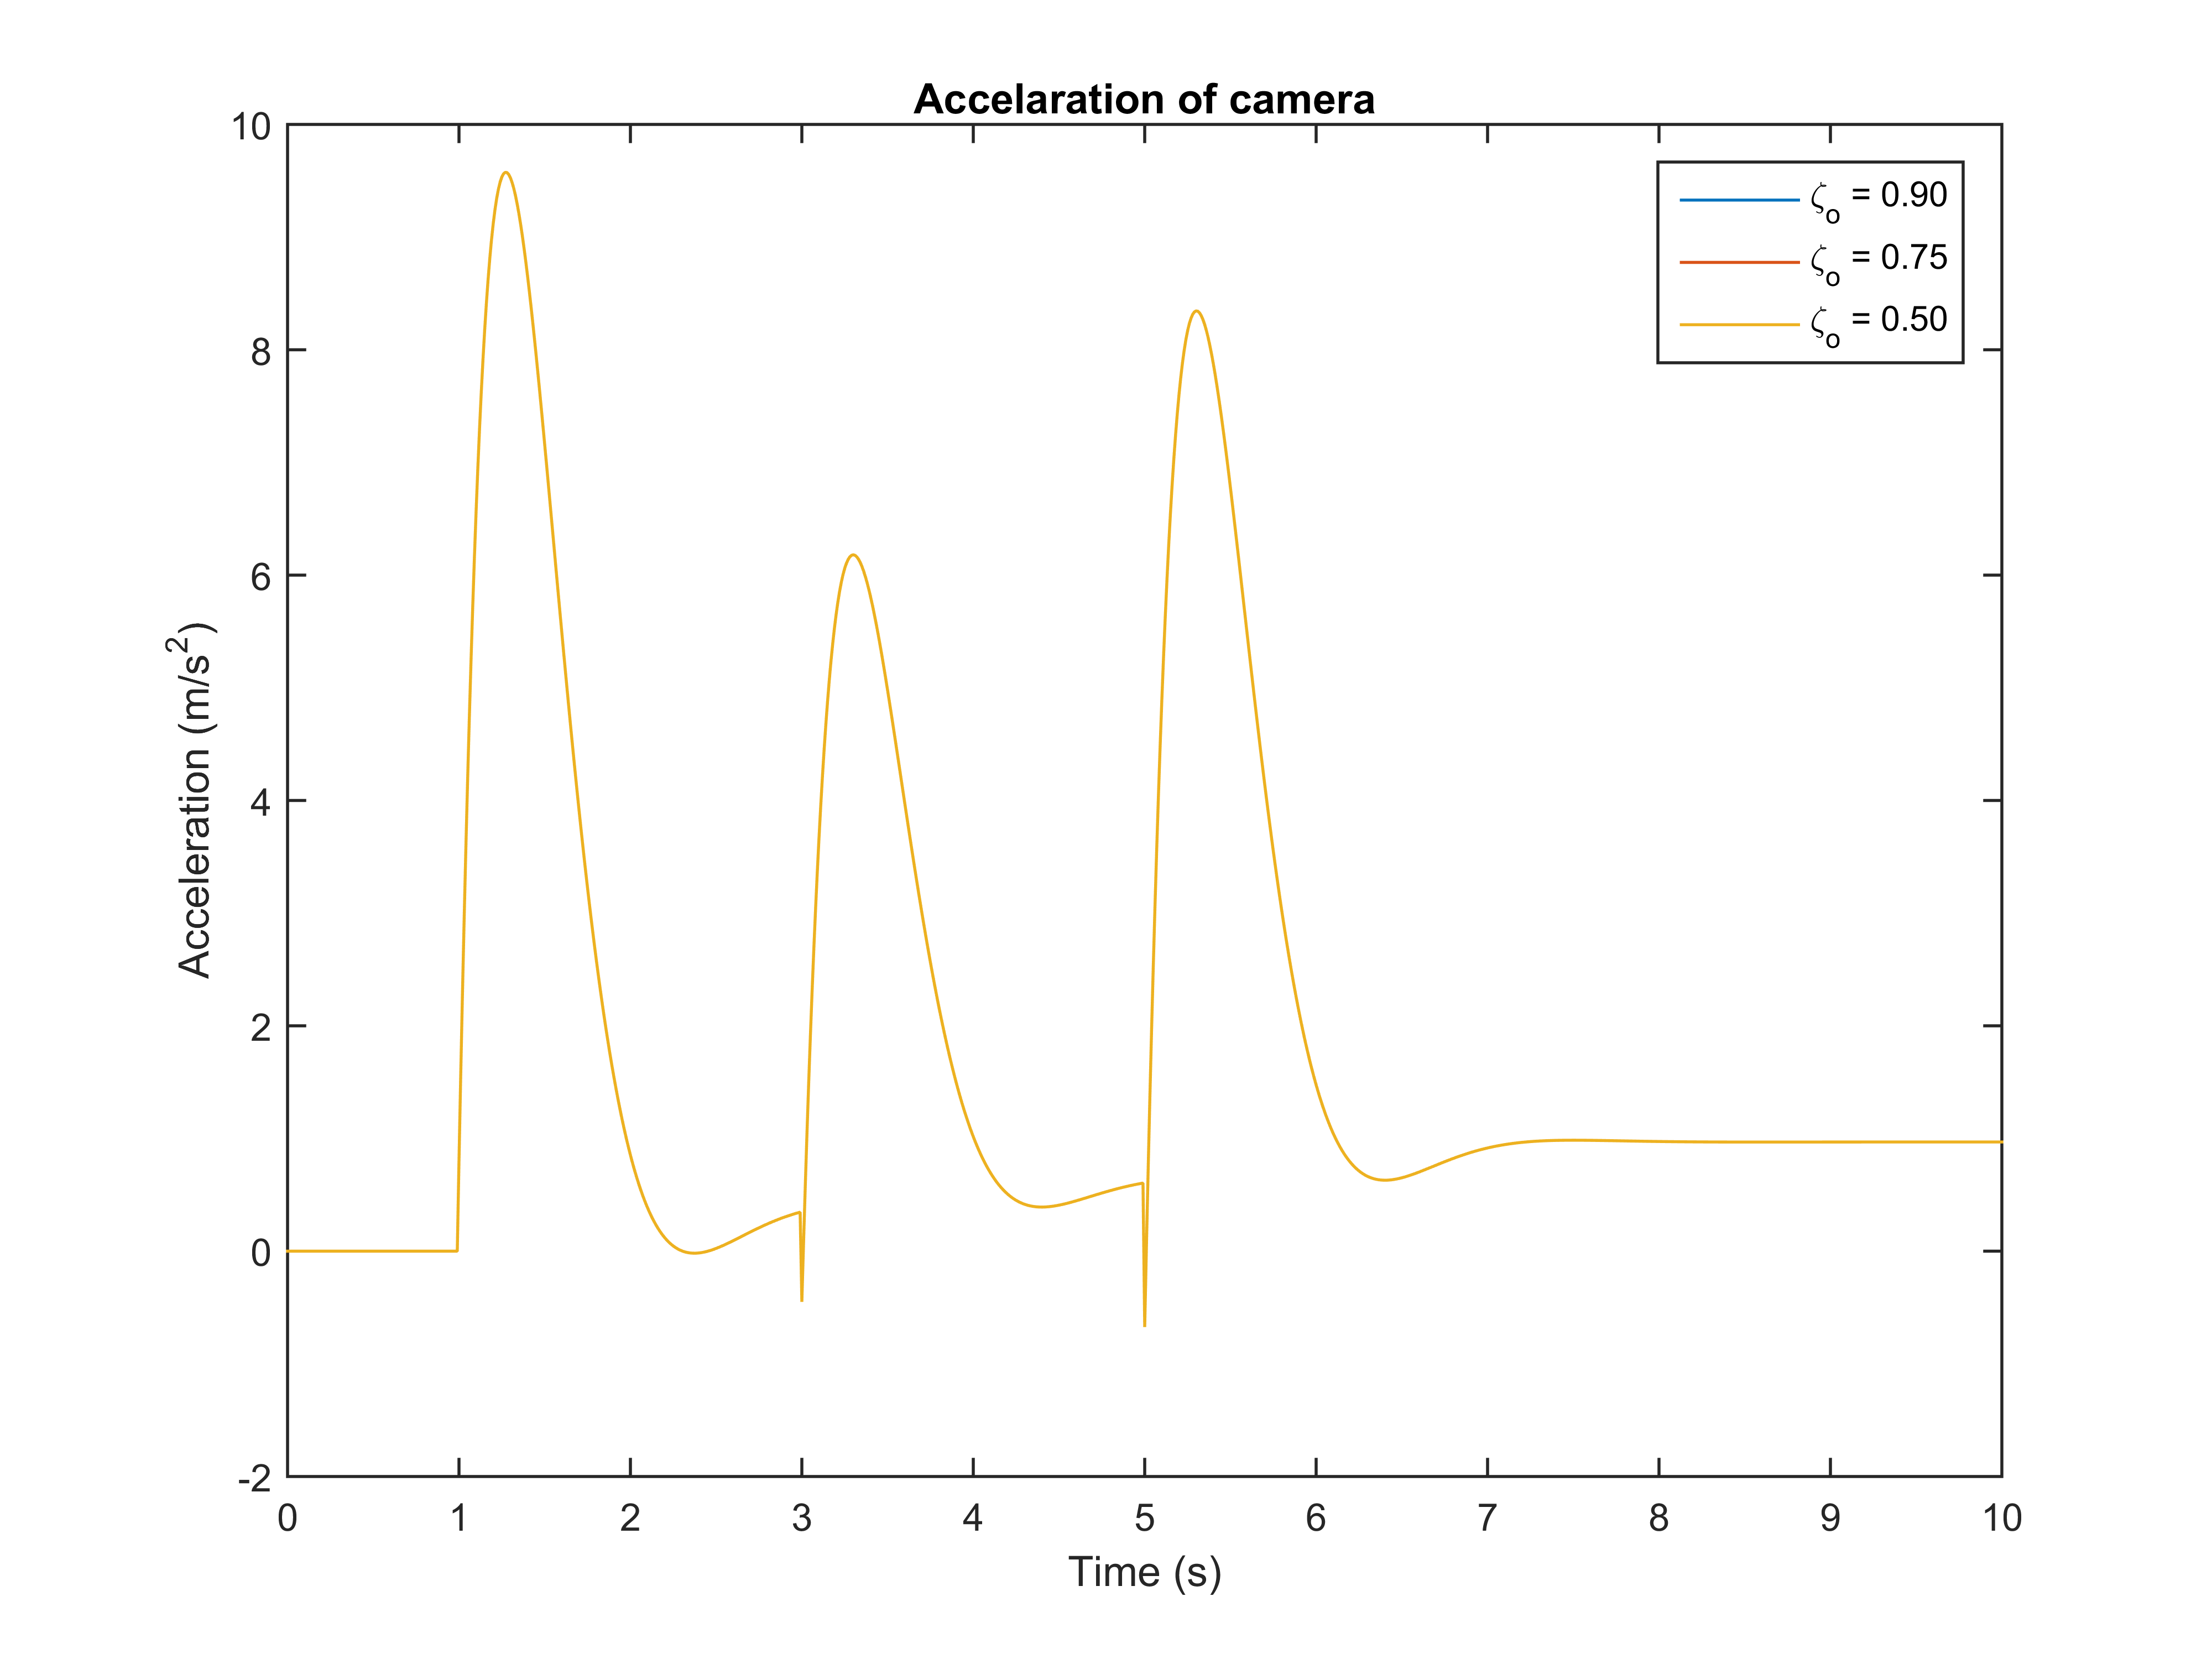 Accelaration of camera
10
8
6
4
2
0
-2
Acceleration (m/s²)
ζo = 0.90
ζo = 0.75
ζo = 0.50
0 1 2 3 4 5 6 7 8 9 10
Time (s)